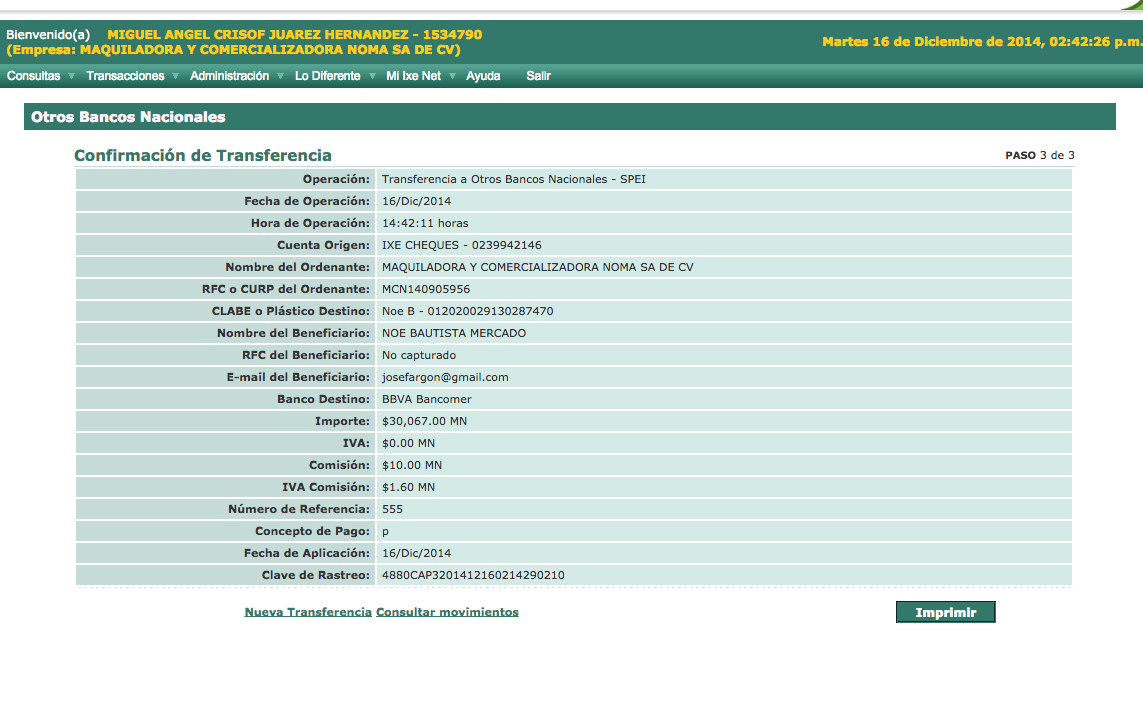 Bienvenido(a) MIGUEL ANGEL CRISOF JUAREZ HERNANDEZ - 1534790
(Empresa: MAQUILADORA Y COMERCIALIZADORA NOMA SA DE CV)
Martes 16 de Diciembre de 2014, 02:42:26 p.m.
Consultas Transacciones Administración Lo Diferente Mi Ixe Net Ayuda Salir
Otros Bancos Nacionales
Confirmación de Transferencia PASO 3 de 3
Operación: Transferencia a Otros Bancos Nacionales - SPEI
Fecha de Operación: 16/Dic/2014
Hora de Operación: 14:42:11 horas
Cuenta Origen: IXE CHEQUES - 0239942146
Nombre del Ordenante: MAQUILADORA Y COMERCIALIZADORA NOMA SA DE CV
RFC o CURP del Ordenante: MCN140905956
CLABE o Plástico Destino: Noe B - 012020029130287470
Nombre del Beneficiario: NOE BAUTISTA MERCADO
RFC del Beneficiario: No capturado
E-mail del Beneficiario: josefargon@gmail.com
Banco Destino: BBVA Bancomer
Importe: $30,067.00 MN
IVA: $0.00 MN
Comisión: $10.00 MN
IVA Comisión: $1.60 MN
Número de Referencia: 555
Concepto de Pago: p
Fecha de Aplicación: 16/Dic/2014
Clave de Rastreo: 4880CAP3201412160214290210
Nueva Transferencia Consultar movimientos Imprimir